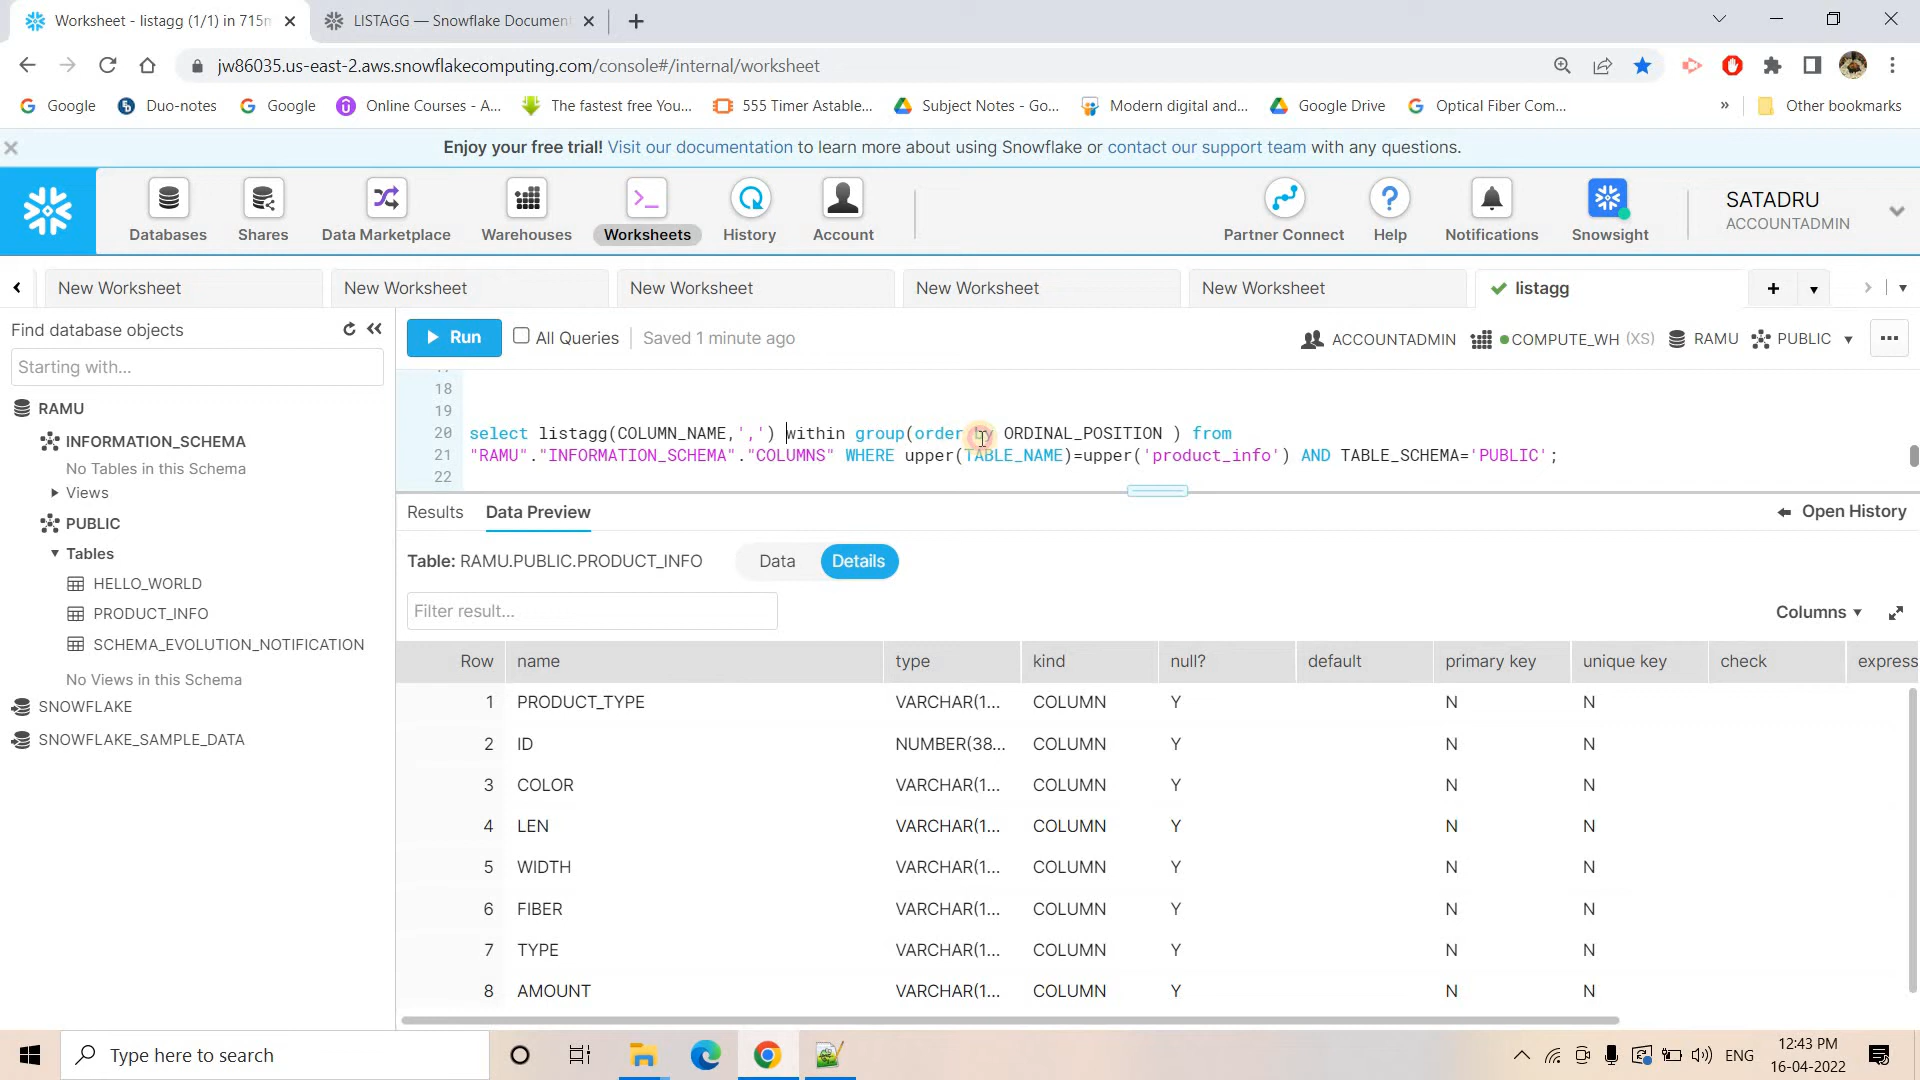 Worksheet - listagg (1/1) in 715m
LISTAGG — Snowflake Document
jw86035.us-east-2.aws.snowflakecomputing.com/console#/internal/worksheet
Google
Duo-notes
Google
Online Courses - A...
The fastest free You...
555 Timer Astable...
Subject Notes - Go...
Modern digital and...
Google Drive
Optical Fiber Com...
»
Other bookmarks
Enjoy your free trial! Visit our documentation to learn more about using Snowflake or contact our support team with any questions.
Databases
Shares
Data Marketplace
Warehouses
Worksheets
History
Account
Partner Connect
Help
Notifications
Snowsight
SATADRU
ACCOUNTADMIN
New Worksheet
New Worksheet
New Worksheet
New Worksheet
New Worksheet
listagg
Find database objects
Starting with...
RAMU
INFORMATION_SCHEMA
No Tables in this Schema
Views
PUBLIC
Tables
HELLO_WORLD
PRODUCT_INFO
SCHEMA_EVOLUTION_NOTIFICATION
No Views in this Schema
SNOWFLAKE
SNOWFLAKE_SAMPLE_DATA
Run
All Queries
Saved 1 minute ago
ACCOUNTADMIN
COMPUTE_WH (XS)
RAMU
PUBLIC
18
19
20 select listagg(COLUMN_NAME,',') within group(order by ORDINAL_POSITION ) from
21 "RAMU"."INFORMATION_SCHEMA"."COLUMNS" WHERE upper(TABLE_NAME)=upper('product_info') AND TABLE_SCHEMA='PUBLIC';
22
Results
Data Preview
Open History
Table: RAMU.PUBLIC.PRODUCT_INFO
Data
Details
Filter result...
Columns
Row name type kind null? default primary key unique key check express
1 PRODUCT_TYPE VARCHAR(1... COLUMN Y N N
2 ID NUMBER(38... COLUMN Y N N
3 COLOR VARCHAR(1... COLUMN Y N N
4 LEN VARCHAR(1... COLUMN Y N N
5 WIDTH VARCHAR(1... COLUMN Y N N
6 FIBER VARCHAR(1... COLUMN Y N N
7 TYPE VARCHAR(1... COLUMN Y N N
8 AMOUNT VARCHAR(1... COLUMN Y N N
Type here to search
ENG
12:43 PM
16-04-2022